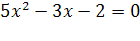 5x² − 3x − 2 = 0